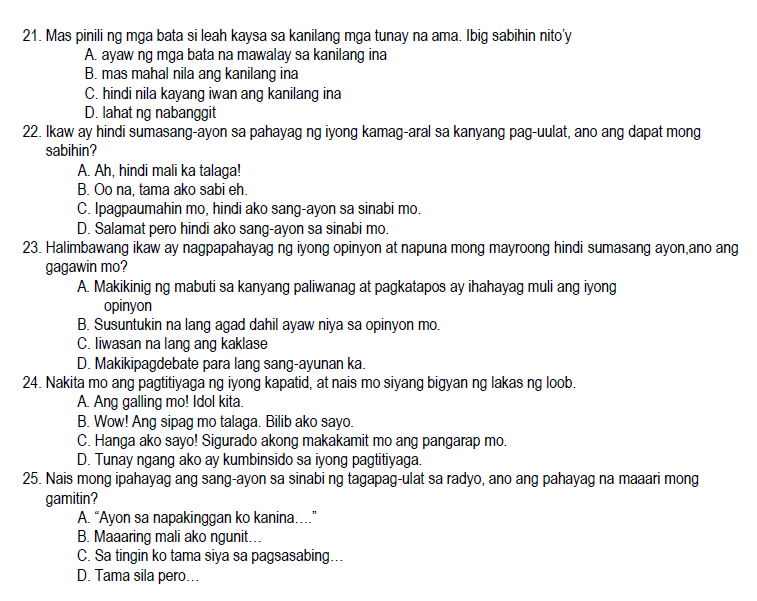 21. Mas pinili ng mga bata si leah kaysa sa kanilang mga tunay na ama. Ibig sabihin nito'y
A. ayaw ng mga bata na mawalay sa kanilang ina
B. mas mahal nila ang kanilang ina
C. hindi nila kayang iwan ang kanilang ina
D. lahat ng nabanggit
22. Ikaw ay hindi sumasang-ayon sa pahayag ng iyong kamag-aral sa kanyang pag-uulat, ano ang dapat mong
sabihin?
A. Ah, hindi mali ka talaga!
B. Oo na, tama ako sabi eh.
C. Ipagpaumahin mo, hindi ako sang-ayon sa sinabi mo.
D. Salamat pero hindi ako sang-ayon sa sinabi mo.
23. Halimbawang ikaw ay nagpapahayag ng iyong opinyon at napuna mong mayroong hindi sumasang ayon,ano ang
gagawin mo?
A. Makikinig ng mabuti sa kanyang paliwanag at pagkatapos ay ihahayag muli ang iyong
opinyon
B. Susuntukin na lang agad dahil ayaw niya sa opinyon mo.
C. Iiwasan na lang ang kaklase
D. Makikipagdebate para lang sang-ayunan ka.
24. Nakita mo ang pagtitiyaga ng iyong kapatid, at nais mo siyang bigyan ng lakas ng loob.
A. Ang galling mo! Idol kita.
B. Wow! Ang sipag mo talaga. Bilib ako sayo.
C. Hanga ako sayo! Sigurado akong makakamit mo ang pangarap mo.
D. Tunay ngang ako ay kumbinsido sa iyong pagtitiyaga.
25. Nais mong ipahayag ang sang-ayon sa sinabi ng tagapag-ulat sa radyo, ano ang pahayag na maaari mong
gamitin?
A. “Ayon sa napakinggan ko kanina….”
B. Maaaring mali ako ngunit…
C. Sa tingin ko tama siya sa pagsasabing…
D. Tama sila pero…